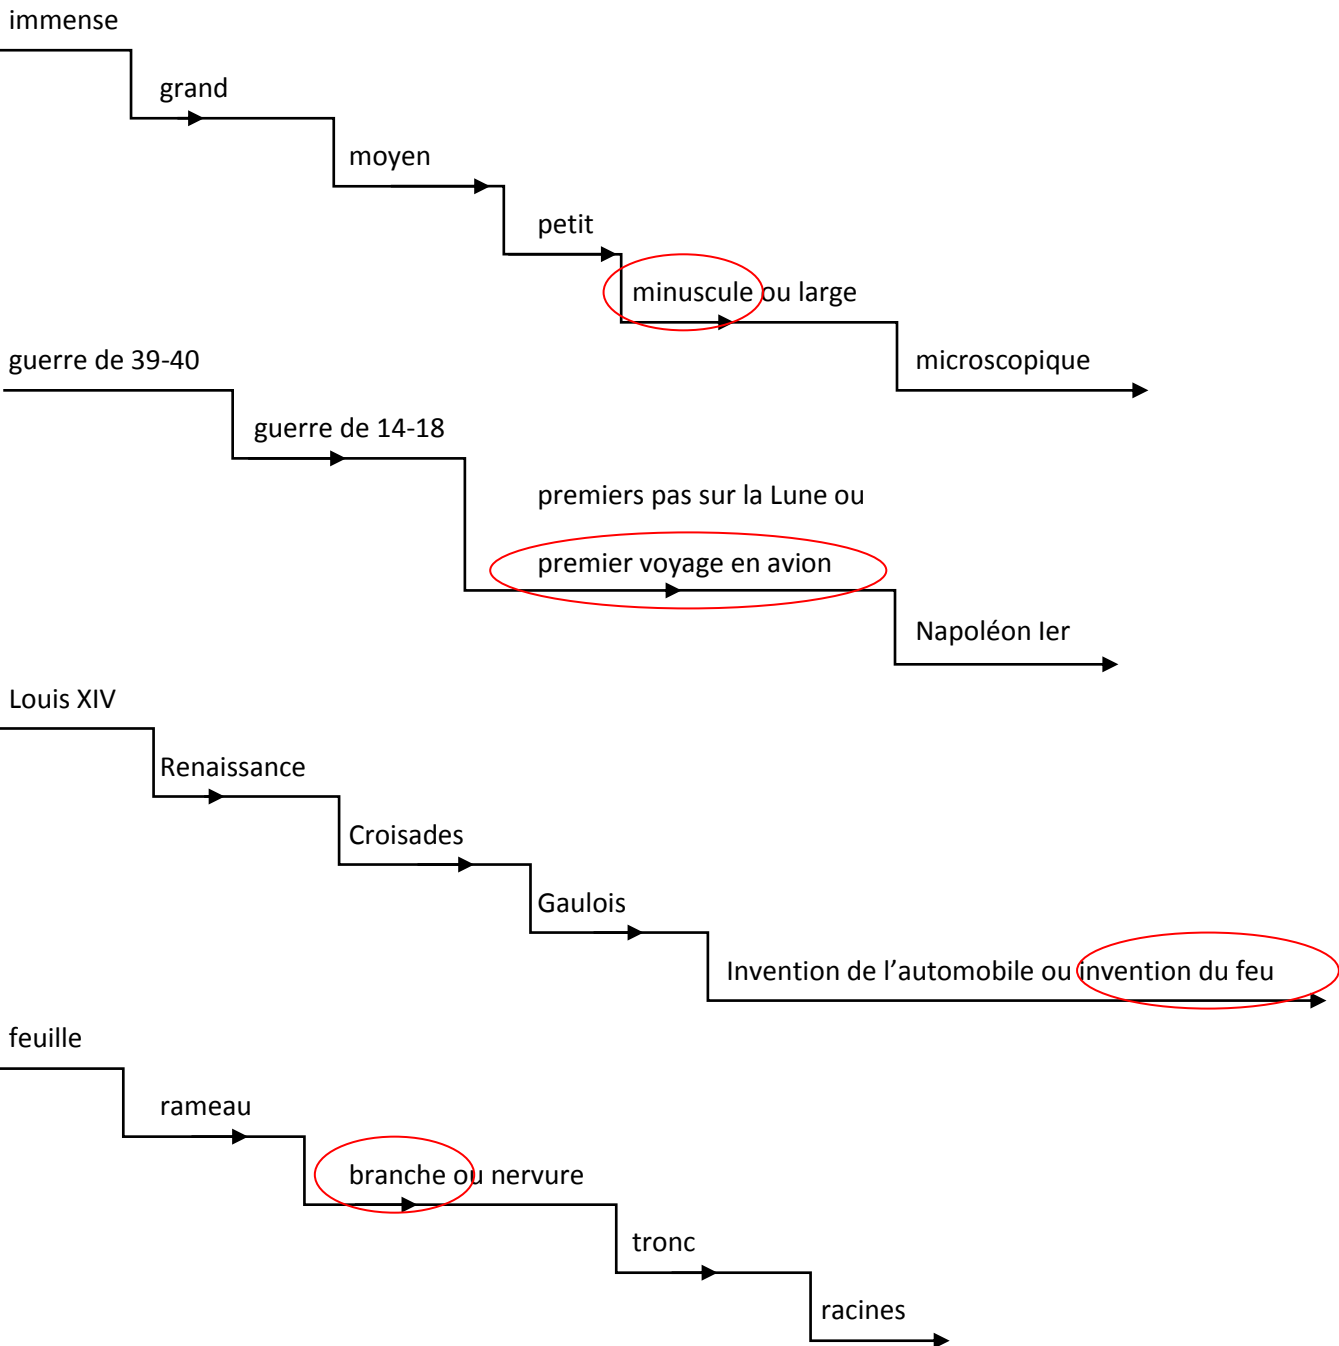 immense
grand
moyen
petit
minuscule ou large
microscopique
guerre de 39-40
guerre de 14-18
premiers pas sur la Lune ou
premier voyage en avion
Napoléon Ier
Louis XIV
Renaissance
Croisades
Gaulois
Invention de l’automobile ou invention du feu
feuille
rameau
branche ou nervure
tronc
racines